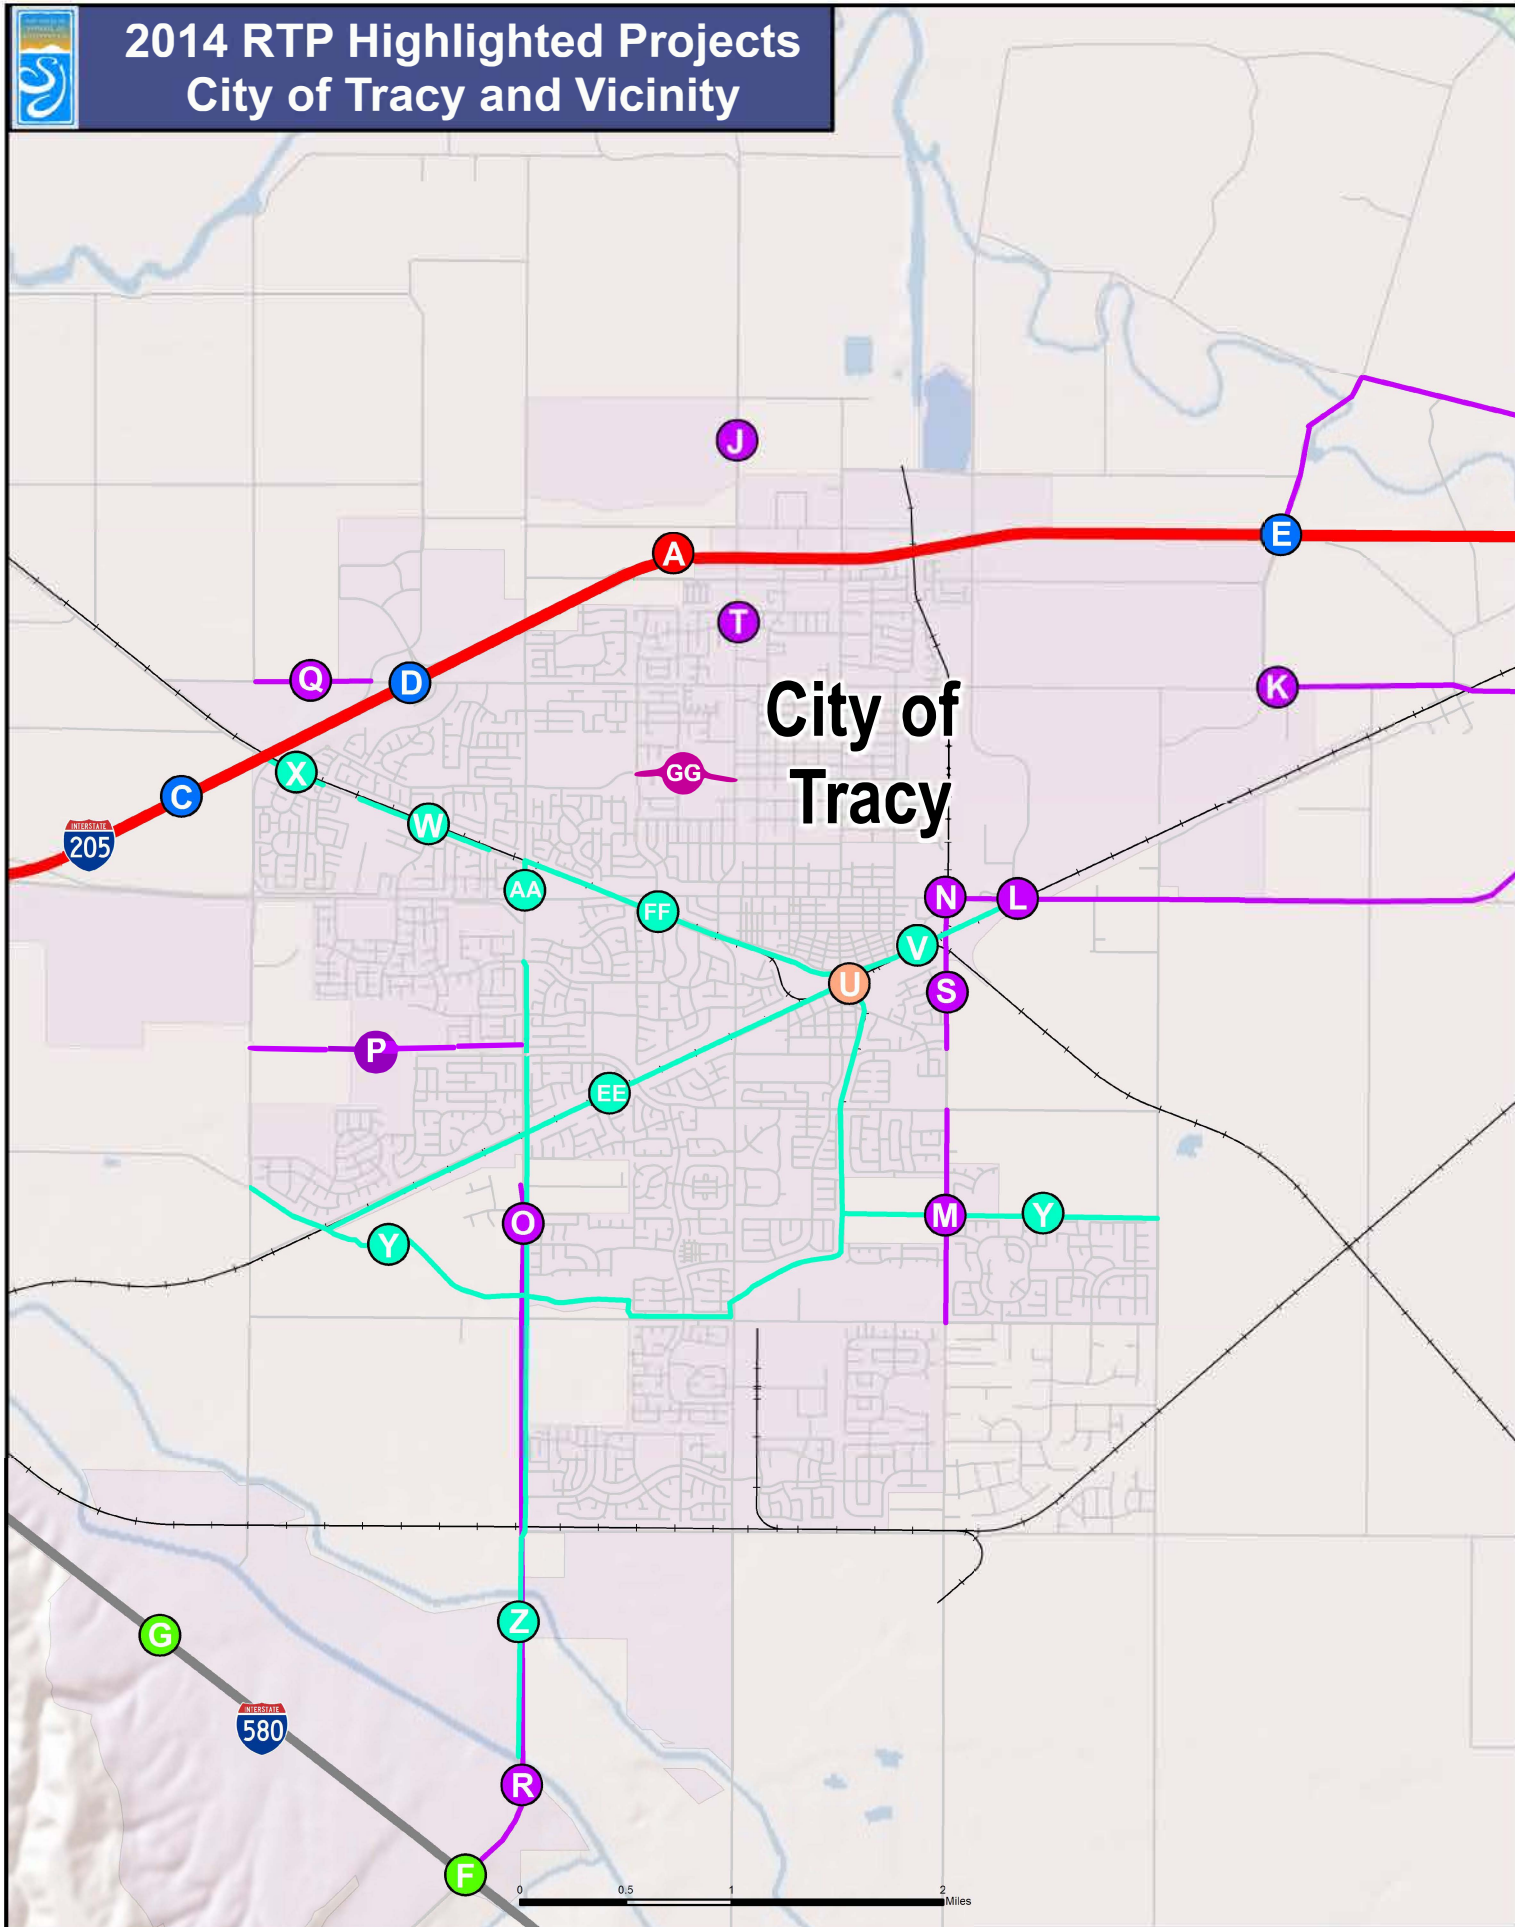 2014 RTP Highlighted Projects
City of Tracy and Vicinity
J
A
E
T
Q
D
K
City of
Tracy
GG
X
C
W
INTERSTATE
205
AA
FF
N
L
V
U
S
P
EE
O
M
Y
Y
Z
G
INTERSTATE
580
R
F
0
0.5
1
2
Miles